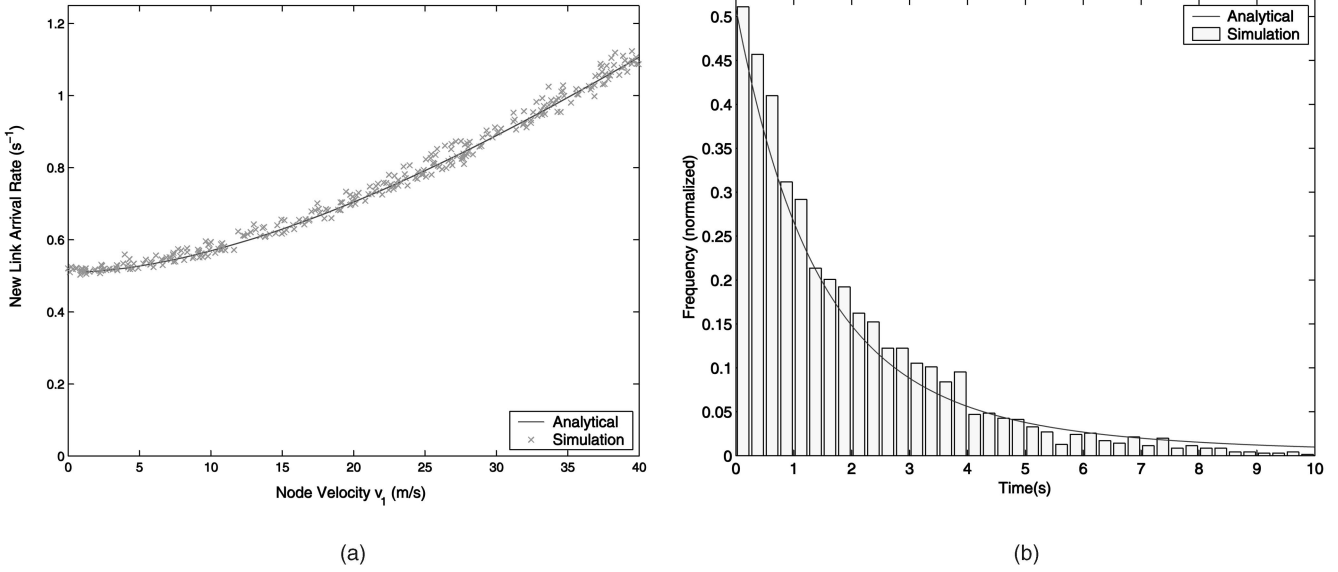 New Link Arrival Rate (s⁻¹)
1.2
1
0.8
0.6
0.4
0.2
0
0 5 10 15 20 25 30 35 40
Node Velocity v₁ (m/s)
Analytical
Simulation
(a)
Frequency (normalized)
0.5
0.45
0.4
0.35
0.3
0.25
0.2
0.15
0.1
0.05
0
0 1 2 3 4 5 6 7 8 9 10
Time(s)
Analytical
Simulation
(b)